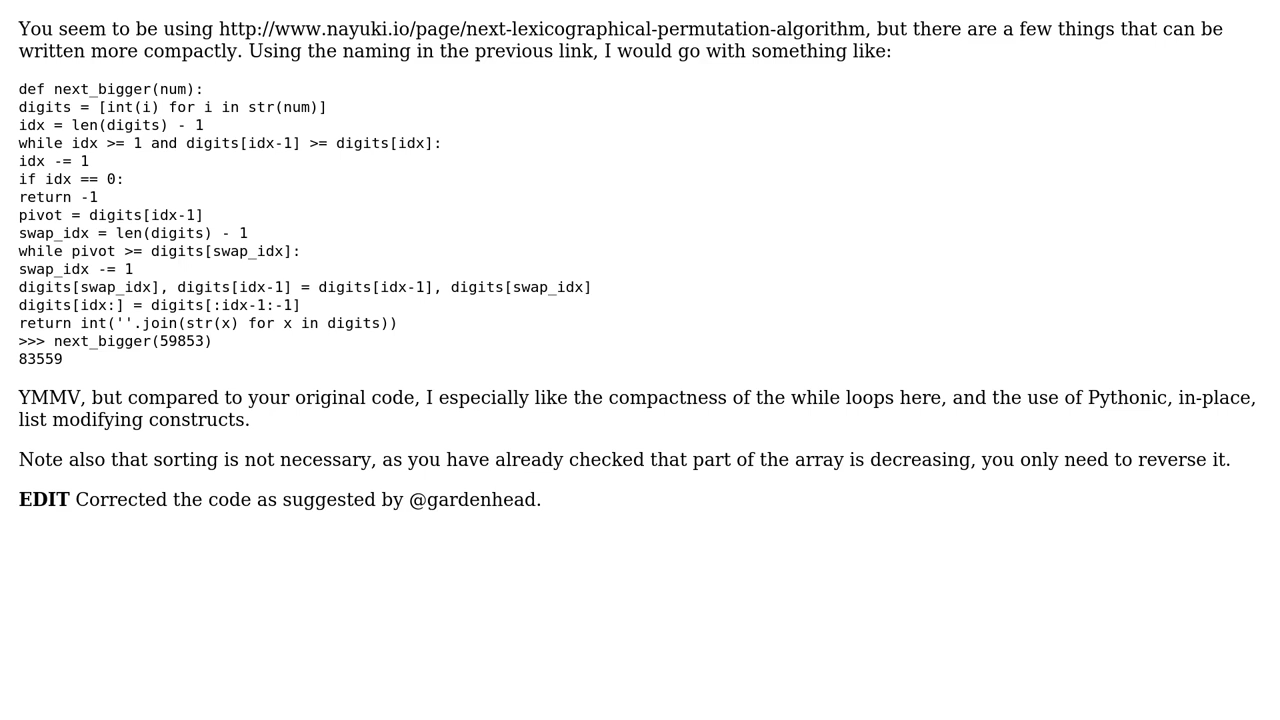 You seem to be using http://www.nayuki.io/page/next-lexicographical-permutation-algorithm, but there are a few things that can be
written more compactly. Using the naming in the previous link, I would go with something like:
def next_bigger(num):
digits = [int(i) for i in str(num)]
idx = len(digits) - 1
while idx >= 1 and digits[idx-1] >= digits[idx]:
idx -= 1
if idx == 0:
return -1
pivot = digits[idx-1]
swap_idx = len(digits) - 1
while pivot >= digits[swap_idx]:
swap_idx -= 1
digits[swap_idx], digits[idx-1] = digits[idx-1], digits[swap_idx]
digits[idx:] = digits[:idx-1:-1]
return int(''.join(str(x) for x in digits))
>>> next_bigger(59853)
83559
YMMV, but compared to your original code, I especially like the compactness of the while loops here, and the use of Pythonic, in-place,
list modifying constructs.
Note also that sorting is not necessary, as you have already checked that part of the array is decreasing, you only need to reverse it.
EDIT Corrected the code as suggested by @gardenhead.